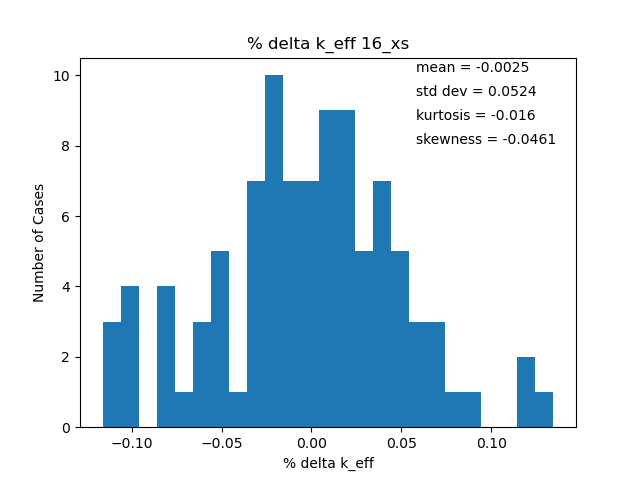 % delta k_eff 16_xs
mean = -0.0025
std dev = 0.0524
kurtosis = -0.016
skewness = -0.0461
Number of Cases
10
8
6
4
2
0
−0.10
−0.05
0.00
0.05
0.10
% delta k_eff